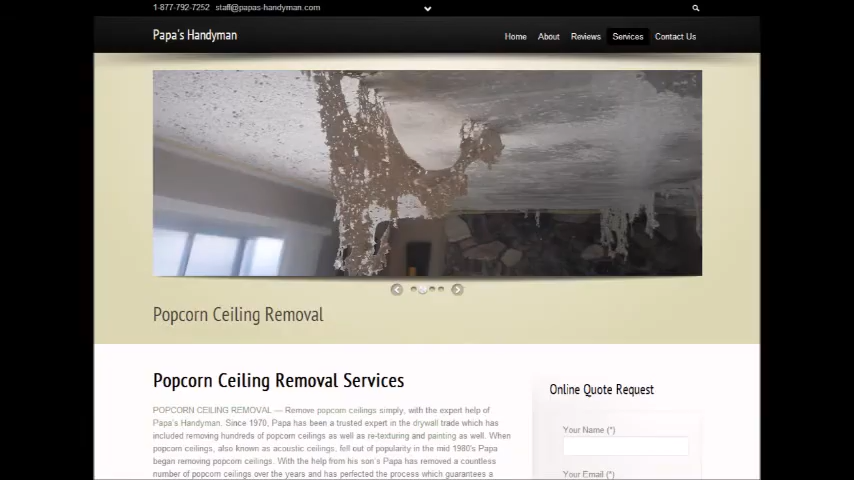 1-877-792-7252 staff@papas-handyman.com
Papa's Handyman
Home About Reviews Services Contact Us
Popcorn Ceiling Removal
Popcorn Ceiling Removal Services
POPCORN CEILING REMOVAL — Remove popcorn ceilings simply, with the expert help of
Papa's Handyman. Since 1970, Papa has been a trusted expert in the drywall trade which has
included removing hundreds of popcorn ceilings as well as re-texturing and painting as well. When
popcorn ceilings, also known as acoustic ceilings, fell out of popularity in the mid 1980's Papa
began removing popcorn ceilings. With the help from his son's Papa has removed a countless
number of popcorn ceilings over the years and has perfected the process which guarantees a
Online Quote Request
Your Name (*)
Your Email (*)